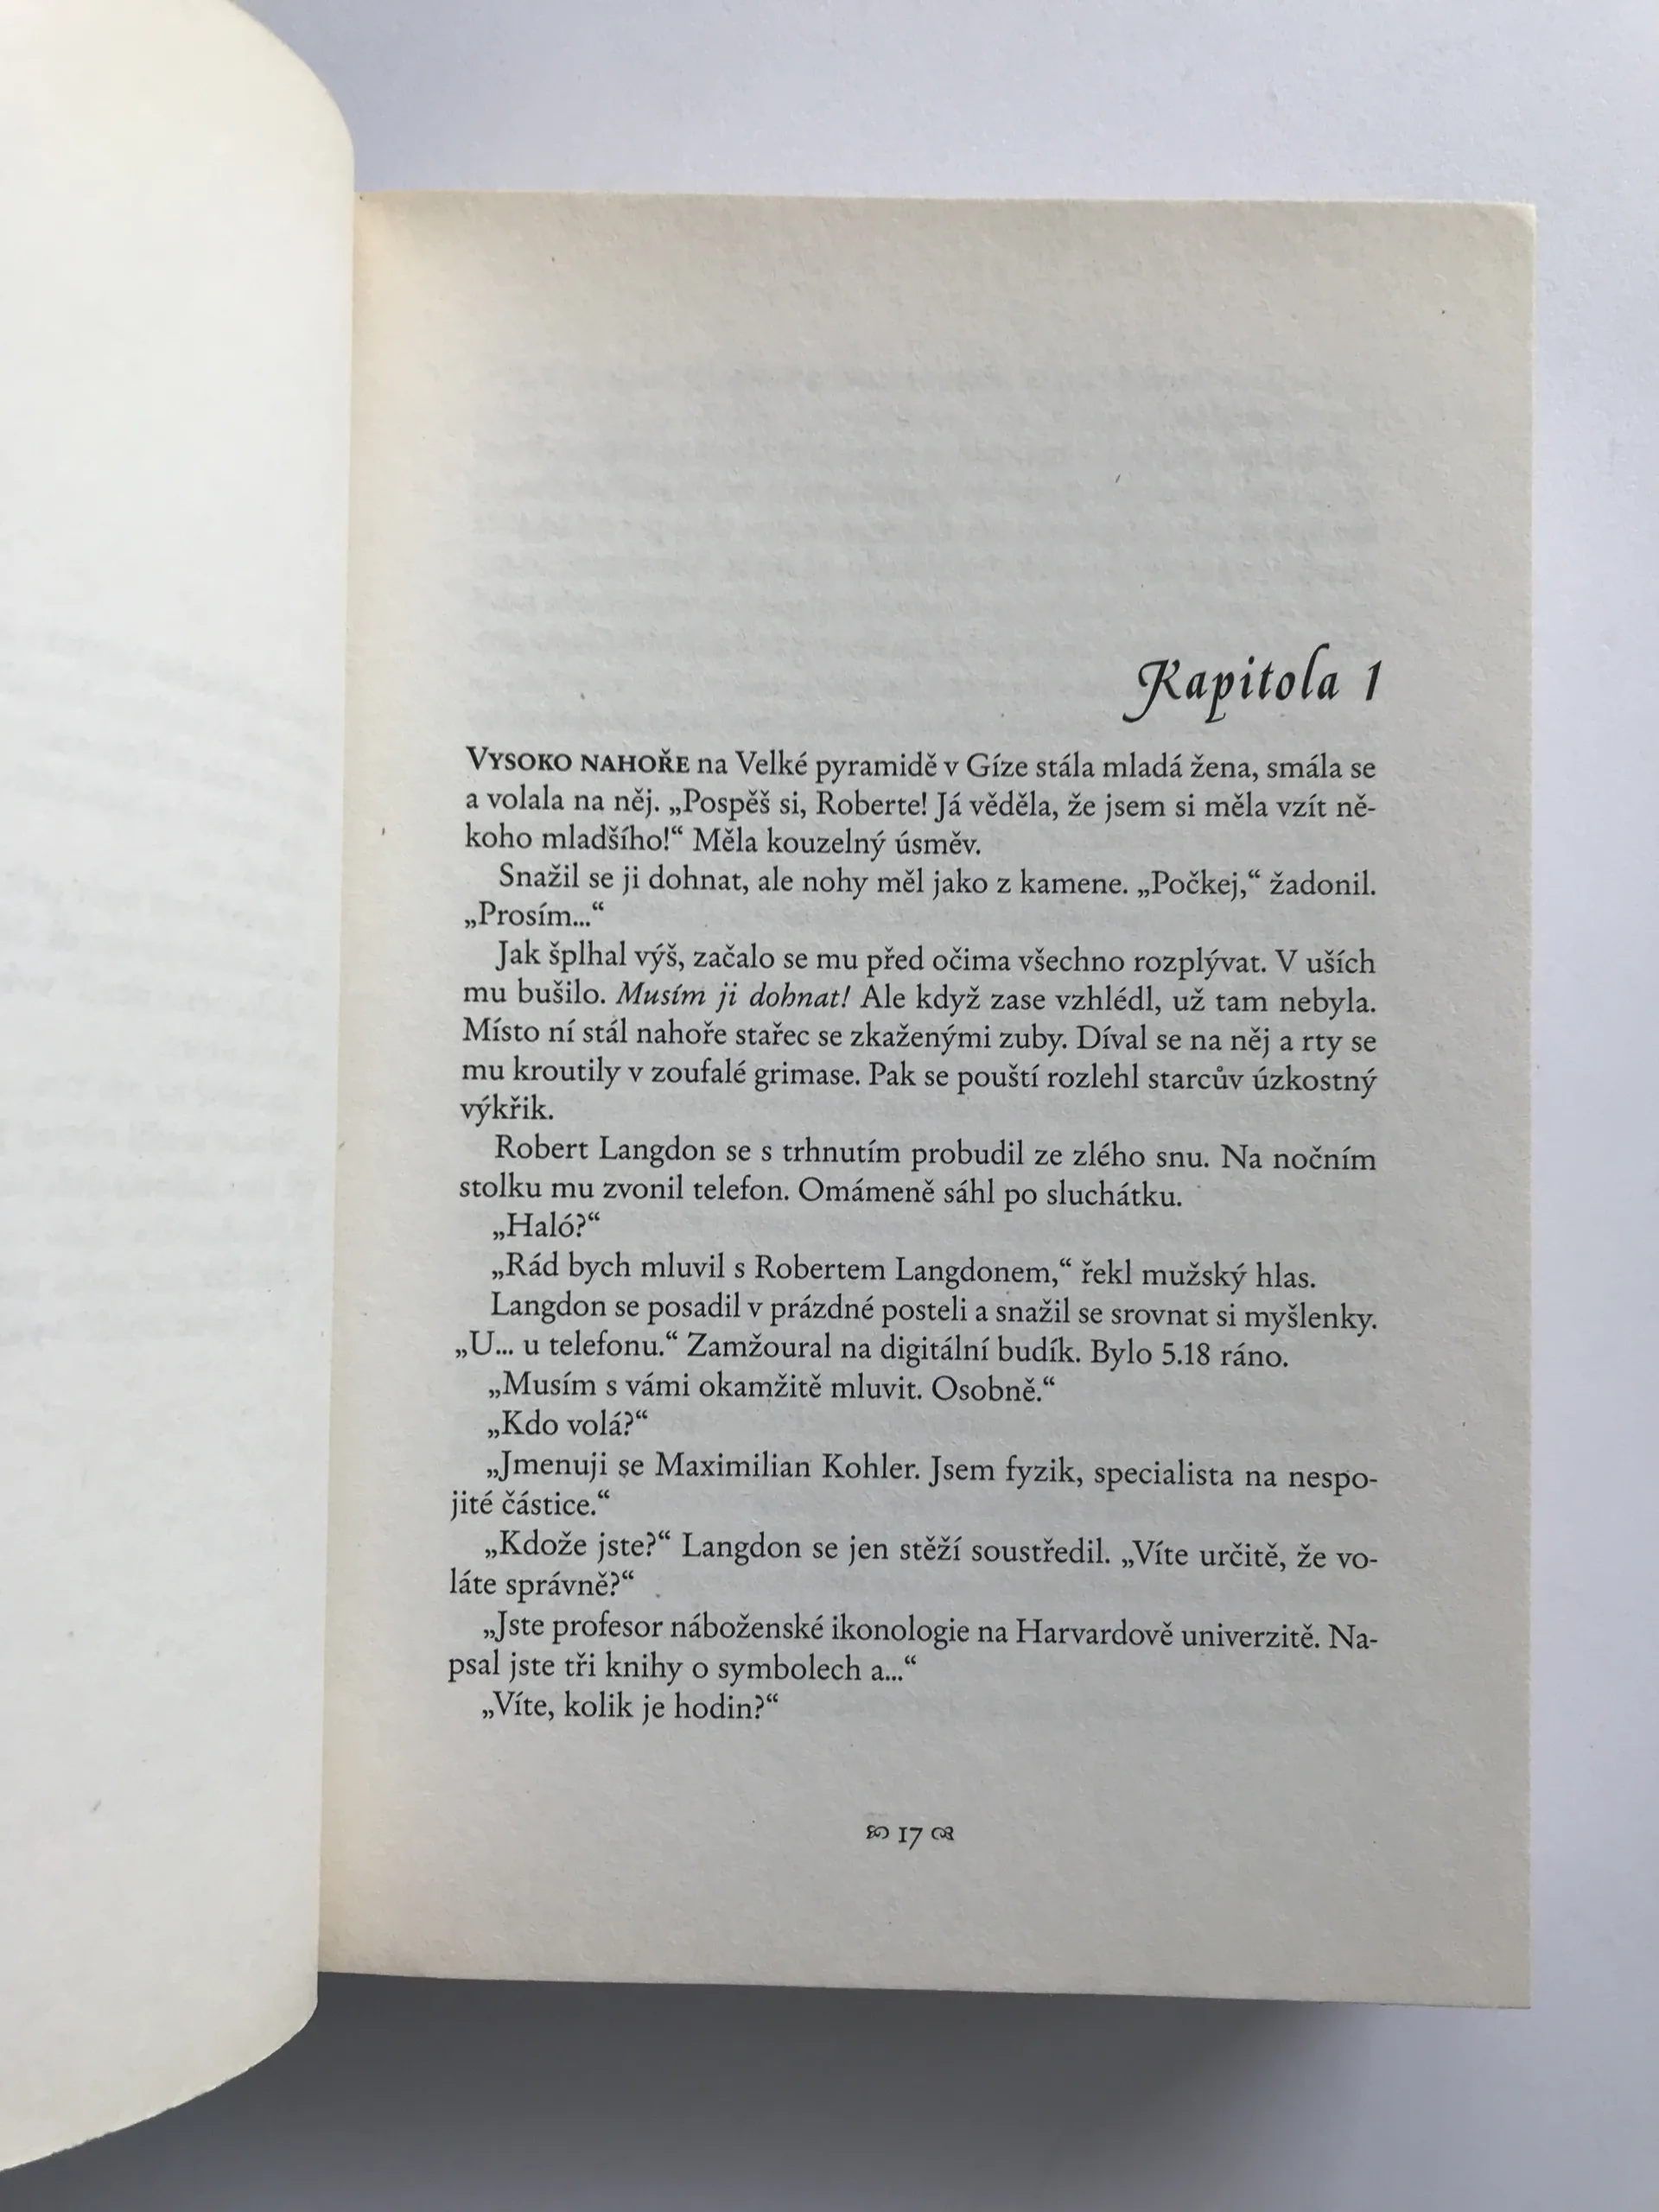 Kapitola 1
VYSOKO NAHOŘE na Velké pyramidě v Gíze stála mladá žena, smála se
a volala na něj. „Pospěš si, Roberte! Já věděla, že jsem si měla vzít ně-
koho mladšího!“ Měla kouzelný úsměv.
Snažil se ji dohnat, ale nohy měl jako z kamene. „Počkej,“ žadonil.
„Prosím...“
Jak šplhal výš, začalo se mu před očima všechno rozplývat. V uších
mu bušilo. Musím ji dohnat! Ale když zase vzhlédl, už tam nebyla.
Místo ní stál nahoře stařec se zkaženými zuby. Díval se na něj a rty se
mu kroutily v zoufalé grimase. Pak se pouští rozlehl starcův úzkostný
výkřik.
Robert Langdon se s trhnutím probudil ze zlého snu. Na nočním
stolku mu zvonil telefon. Omámeně sáhl po sluchátku.
„Haló?“
„Rád bych mluvil s Robertem Langdonem,“ řekl mužský hlas.
Langdon se posadil v prázdné posteli a snažil se srovnat si myšlenky.
„U... u telefonu.“ Zamžoural na digitální budík. Bylo 5.18 ráno.
„Musím s vámi okamžitě mluvit. Osobně.“
„Kdo volá?“
„Jmenuji se Maximilian Kohler. Jsem fyzik, specialista na nespo-
jité částice.“
„Kdože jste?“ Langdon se jen stěží soustředil. „Víte určitě, že vo-
láte správně?“
„Jste profesor náboženské ikonologie na Harvardově univerzitě. Na-
psal jste tři knihy o symbolech a...“
„Víte, kolik je hodin?“
17